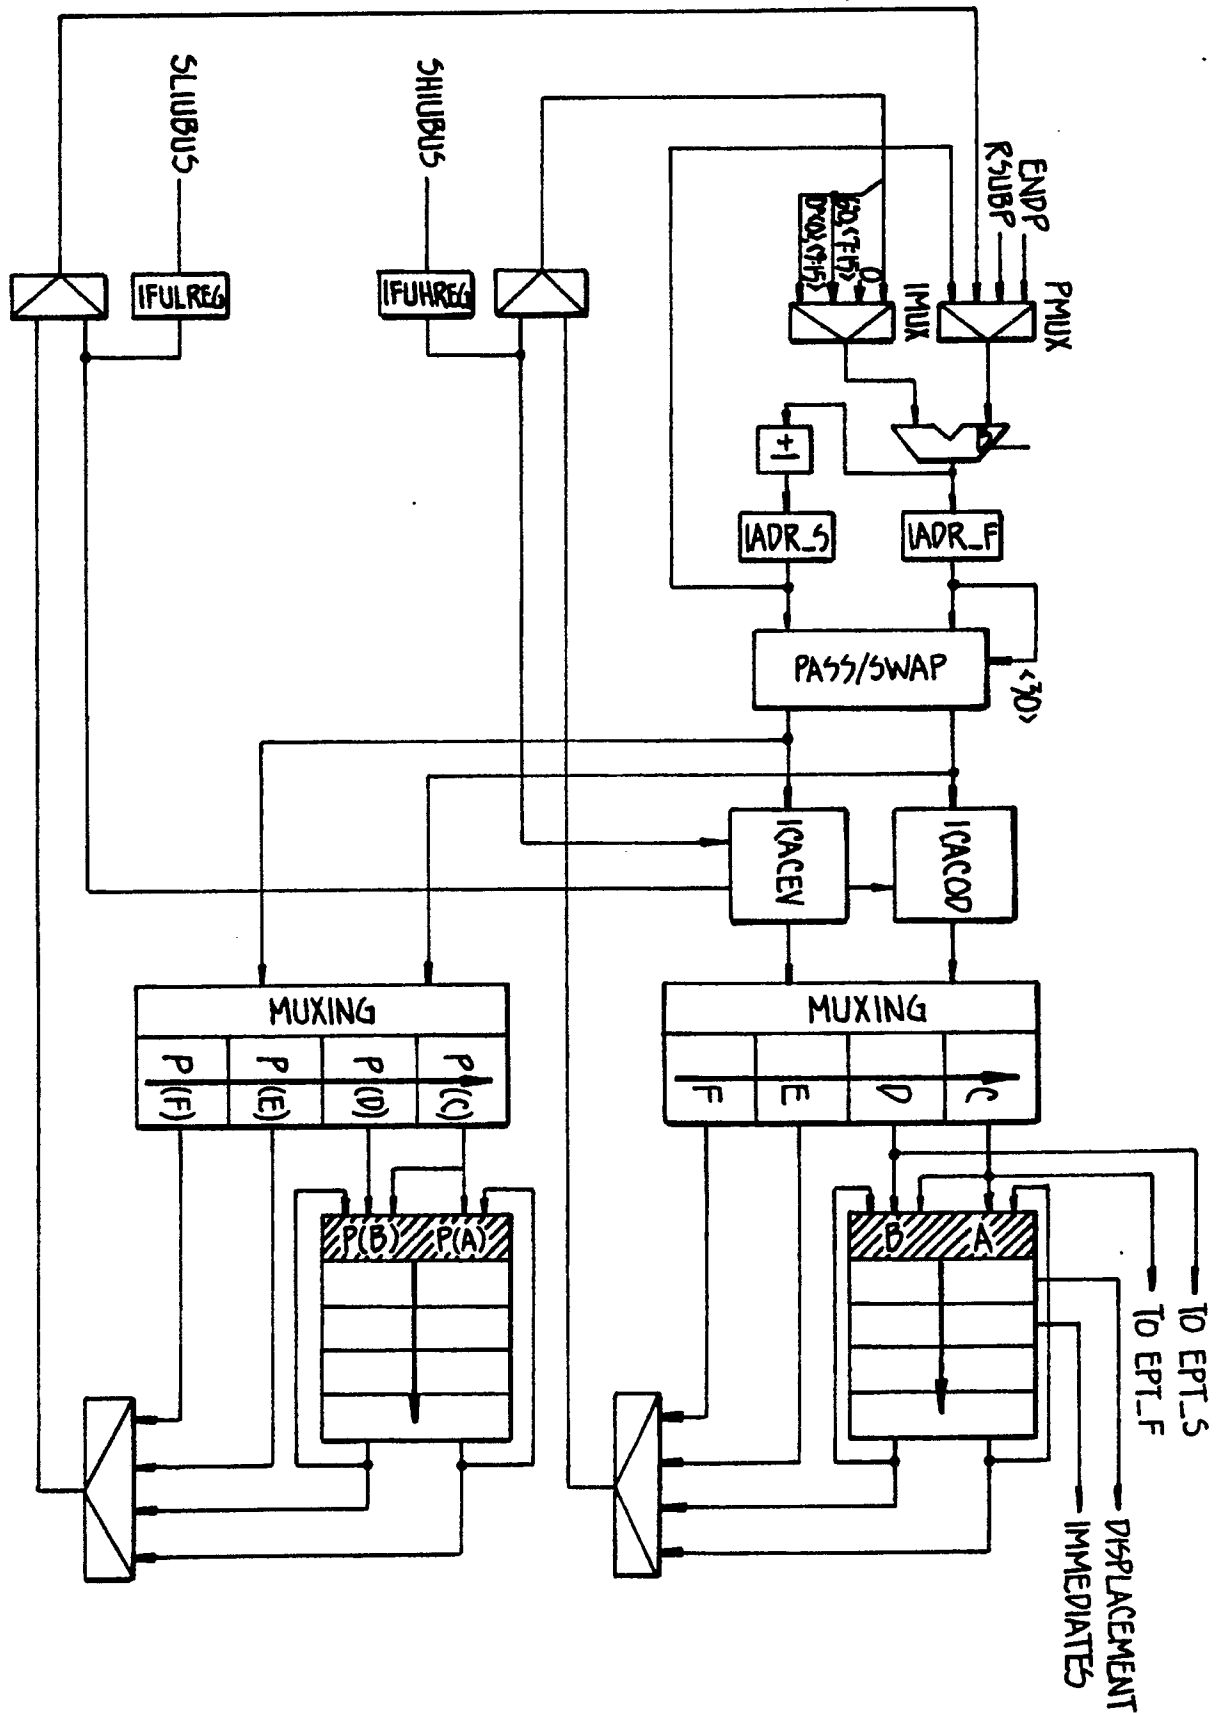 SLIUBUS
SHIUBUS
ENDP
RSUBP
IFULREG
IFUHREG
0
IMUX
PMUX
+1
IADR_S
IADR_F
PASS/SWAP
<30>
ICACEV
ICACOD
MUXING
P(F)
P(E)
P(D)
P(C)
MUXING
F
E
D
C
P(B)
P(A)
B
A
TO EPT_S
TO EPT_F
DISPLACEMENT
IMMEDIATES